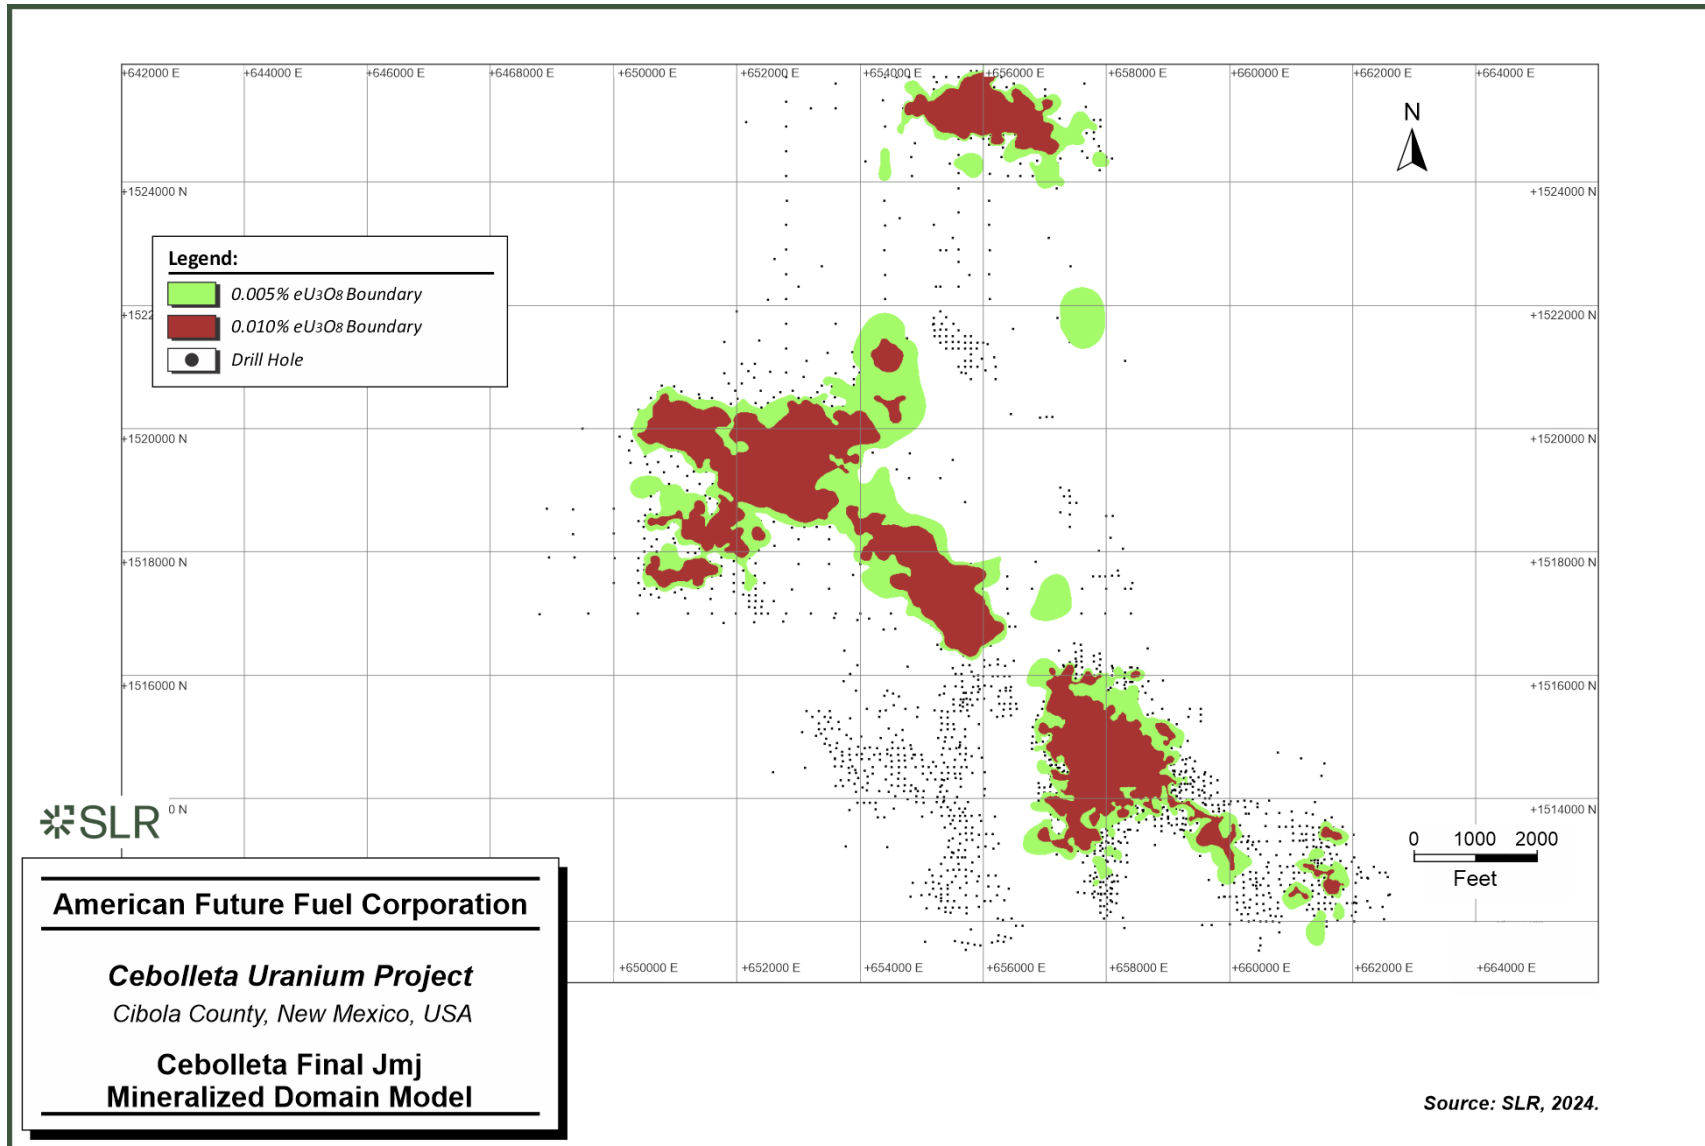 +642000 E +644000 E +646000 E +6468000 E +650000 E +652000 E +654000 E +656000 E +658000 E +660000 E +662000 E +664000 E
N
+1524000 N +1524000 N
Legend:
0.005% eU3O8 Boundary
0.010% eU3O8 Boundary
Drill Hole
+1522 +1522000 N
+1520000 N +1520000 N
+1518000 N +1518000 N
+1516000 N +1516000 N
SLR 0 N +1514000 N
0 1000 2000
Feet
+650000 E +652000 E +654000 E +656000 E +658000 E +660000 E +662000 E +664000 E
American Future Fuel Corporation
Cebolleta Uranium Project
Cibola County, New Mexico, USA
Cebolleta Final Jmj
Mineralized Domain Model
Source: SLR, 2024.